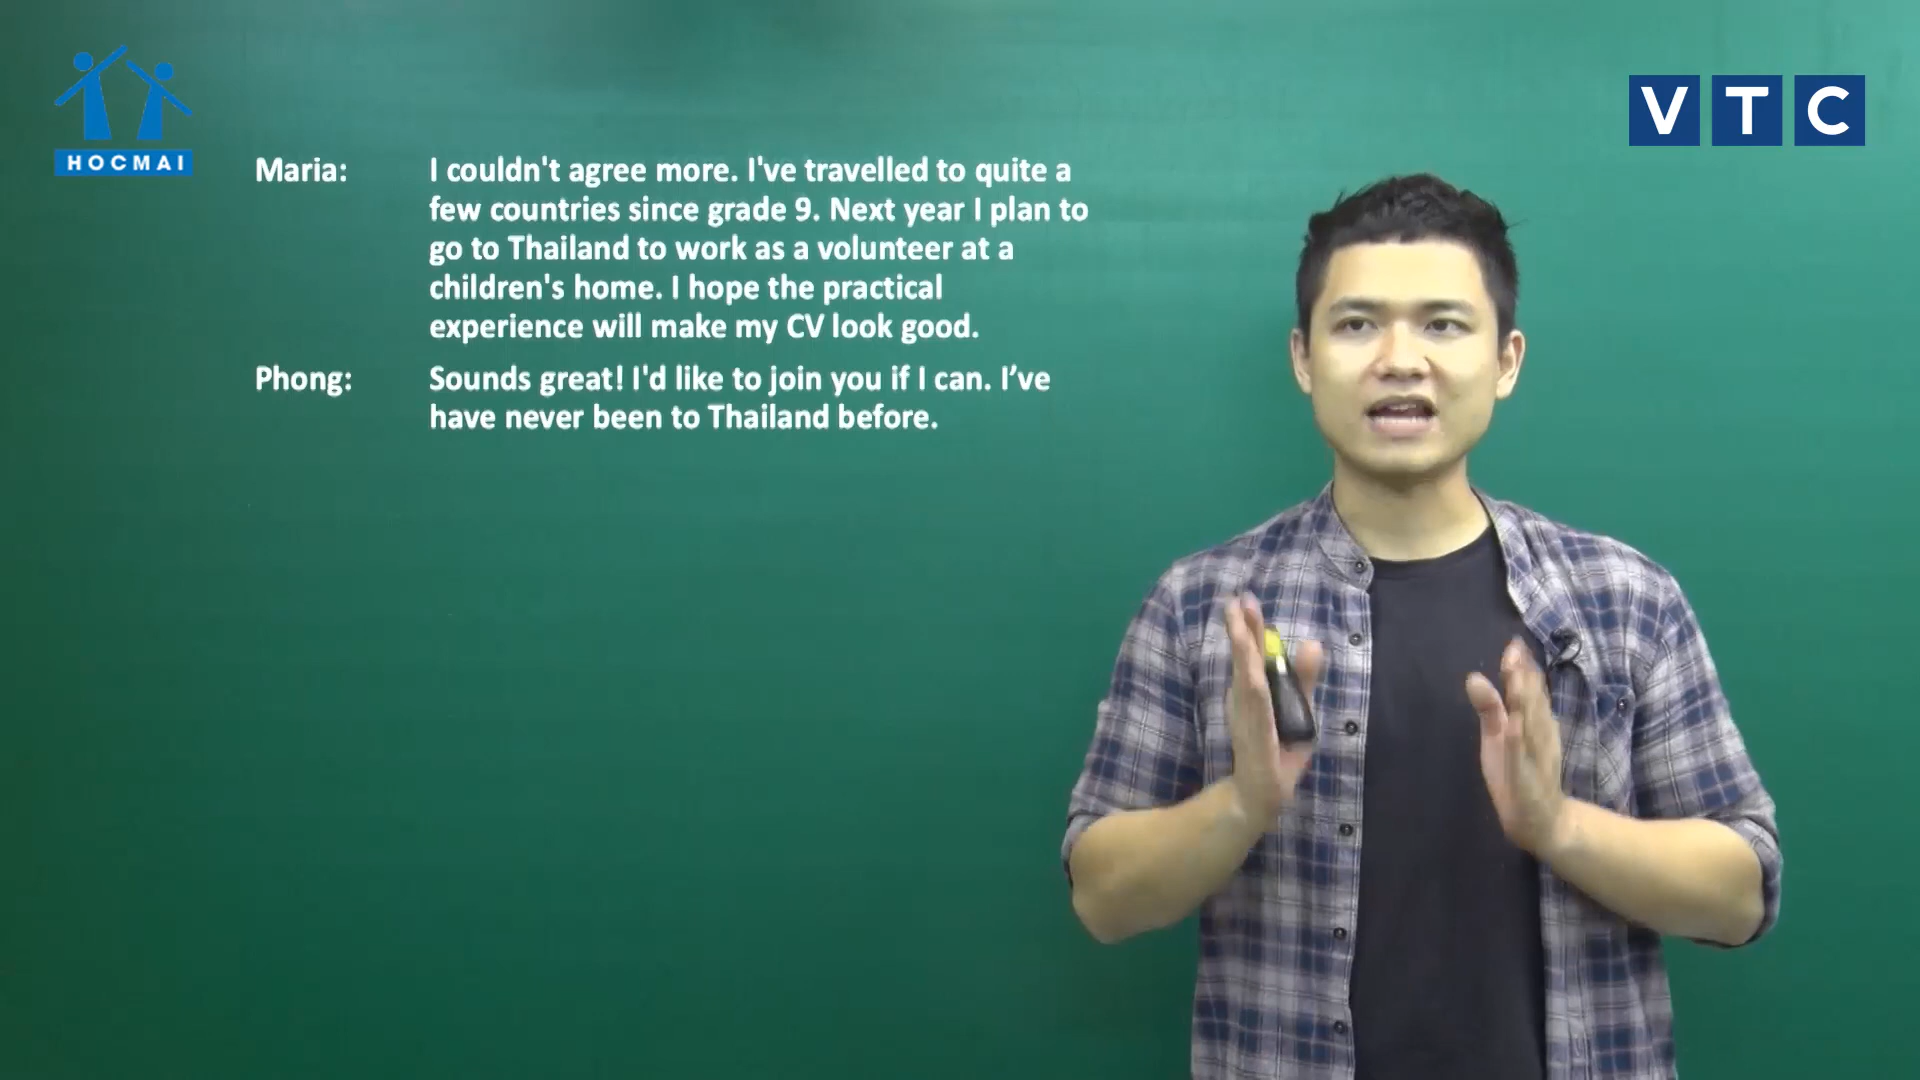 HOCMAI
VTC
Maria: I couldn't agree more. I've travelled to quite a
few countries since grade 9. Next year I plan to
go to Thailand to work as a volunteer at a
children's home. I hope the practical
experience will make my CV look good.
Phong: Sounds great! I'd like to join you if I can. I’ve
have never been to Thailand before.